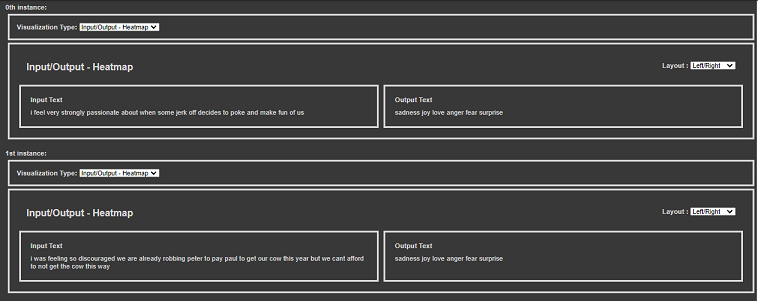 0th instance:
Visualization Type: Input/Output - Heatmap
Input/Output - Heatmap
Layout : Left/Right
Input Text
i feel very strongly passionate about when some jerk off decides to poke and make fun of us
Output Text
sadness joy love anger fear surprise
1st instance:
Visualization Type: Input/Output - Heatmap
Input/Output - Heatmap
Layout : Left/Right
Input Text
i was feeling so discouraged we are already robbing peter to pay paul to get our cow this year but we cant afford
to not get the cow this way
Output Text
sadness joy love anger fear surprise